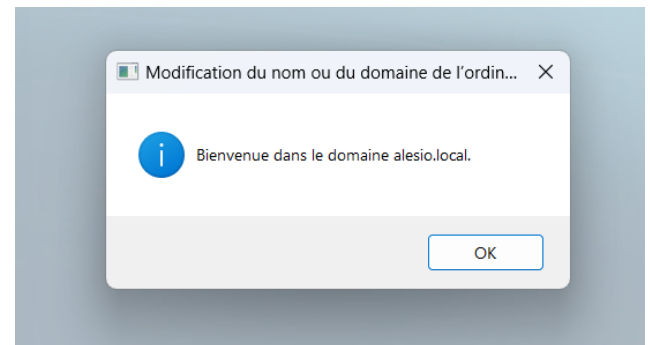 Modification du nom ou du domaine de l'ordin...
i
Bienvenue dans le domaine alesio.local.
OK